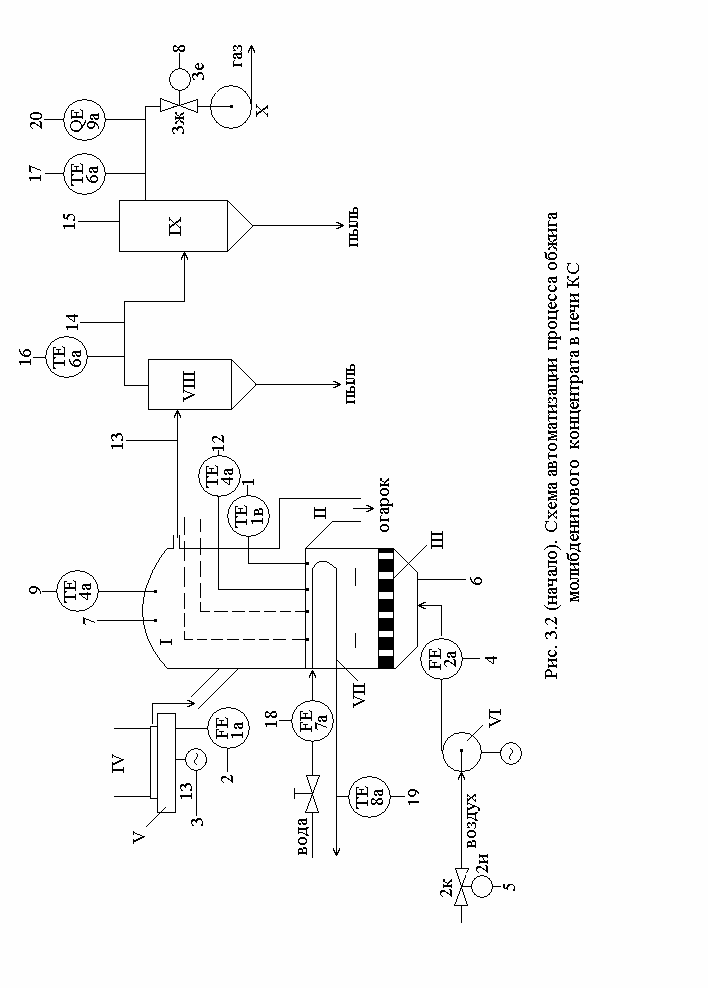 20
QE
9а
17
TE
6а
15
IX
пыль
3ж
3е
8
X
газ
16
TE
6а
14
13
VIII
пыль
9
TE
4а
7
I
12
TE
4а
1
TE
1в
II
огарок
III
6
IV
V
13
3
2
FE
1а
18
FE
7а
VII
вода
TE
8а
19
FE
2а
4
VI
воздух
2к
2и
5
Рис. 3.2 (начало). Схема автоматизации процесса обжига
молибденитового концентрата в печи КС